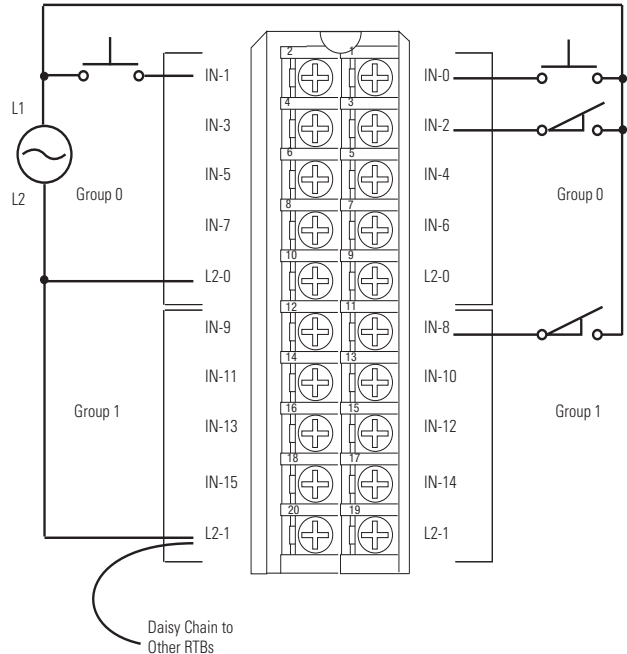 2 1
IN-1 IN-0
4 3
L1 IN-3 IN-2
6 5
IN-5 IN-4
L2 Group 0 Group 0
8 7
IN-7 IN-6
10 9
L2-0 L2-0
12 11
IN-9 IN-8
14 13
IN-11 IN-10
Group 1 Group 1
16 15
IN-13 IN-12
18 17
IN-15 IN-14
20 19
L2-1 L2-1
Daisy Chain to
Other RTBs